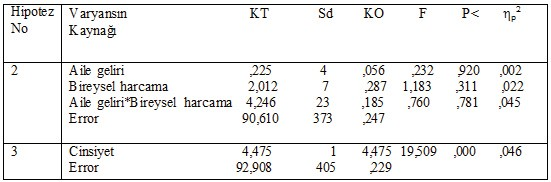 Hipotez No Varyansın Kaynağı KT Sd KO F P< ηp²
2 Aile geliri ,225 4 ,056 ,232 ,920 ,002
Bireysel harcama 2,012 7 ,287 1,183 ,311 ,022
Aile geliri*Bireysel harcama 4,246 23 ,185 ,760 ,781 ,045
Error 90,610 373 ,247
3 Cinsiyet 4,475 1 4,475 19,509 ,000 ,046
Error 92,908 405 ,229